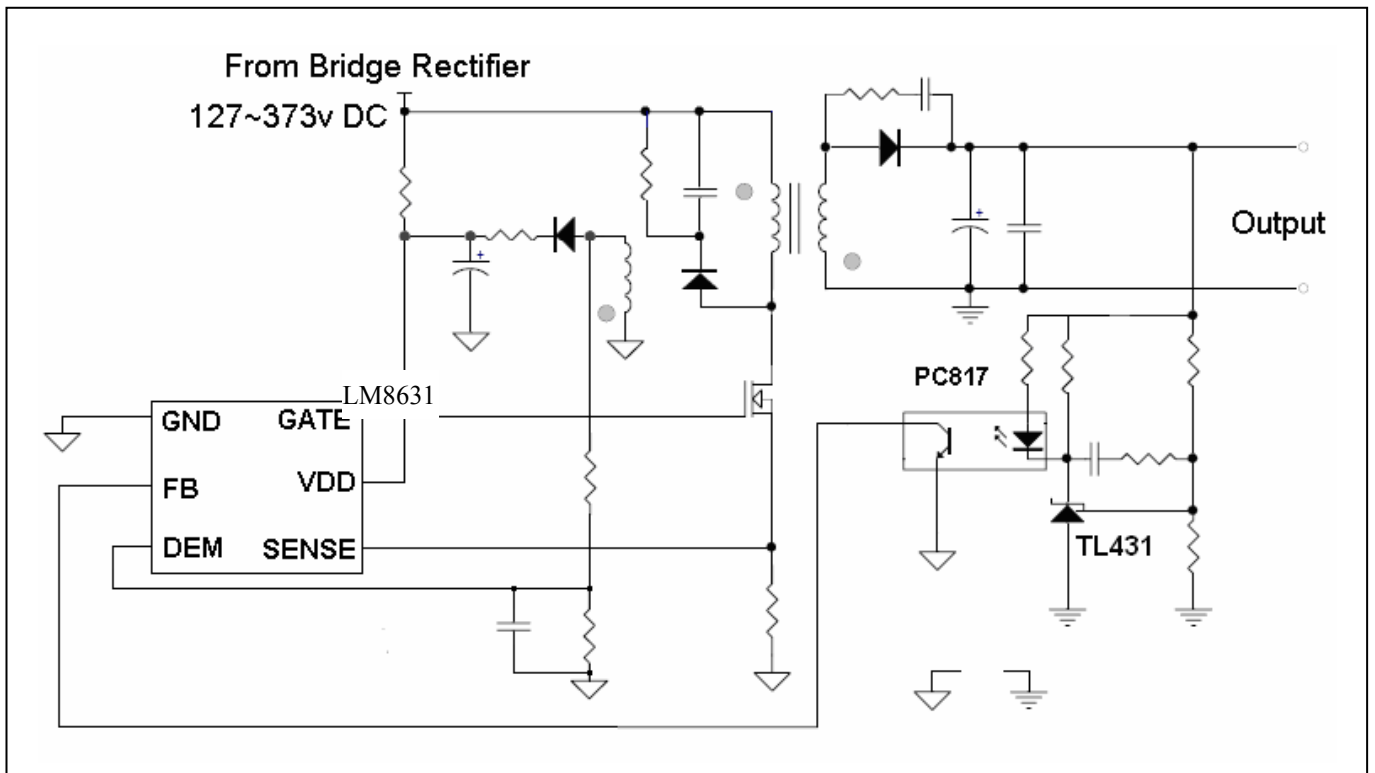 From Bridge Rectifier
127~373v DC
+
+
Output
LM8631
PC817
GND
GATE
FB
VDD
DEM
SENSE
TL431